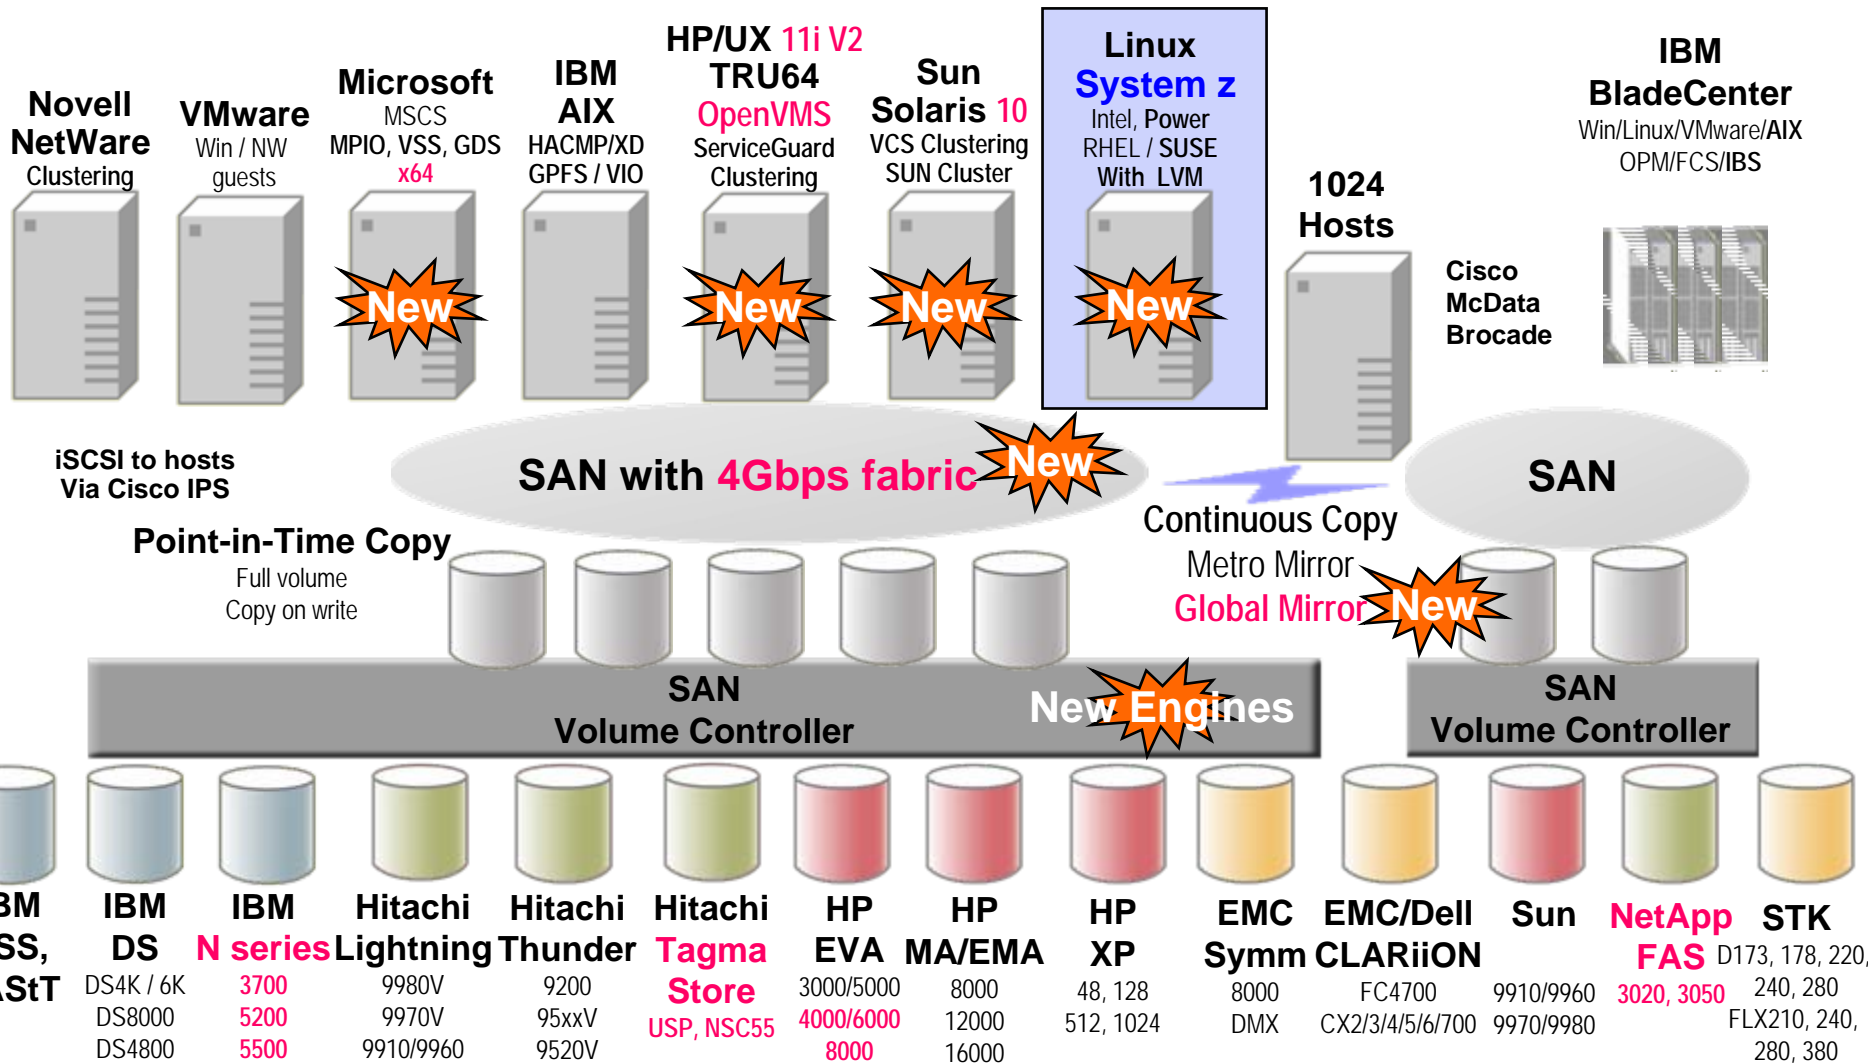 Novell
NetWare
Clustering
VMware
Win / NW
guests
Microsoft
MSCS
MPIO, VSS, GDS
x64
IBM
AIX
HACMP/XD
GPFS / VIO
HP/UX 11i V2
TRU64
OpenVMS
ServiceGuard
Clustering
Sun
Solaris 10
VCS Clustering
SUN Cluster
Linux
System z
Intel, Power
RHEL / SUSE
With LVM
1024
Hosts
IBM
BladeCenter
Win/Linux/VMware/AIX
OPM/FCS/IBS
Cisco
McData
Brocade
New
New
New
New
iSCSI to hosts
Via Cisco IPS
SAN with 4Gbps fabric
New
SAN
Point-in-Time Copy
Full volume
Copy on write
Continuous Copy
Metro Mirror
Global Mirror
New
SAN
Volume Controller
New Engines
SAN
Volume Controller
BM
SS,
AStT
IBM
DS
DS4K / 6K
DS8000
DS4800
IBM
N series
3700
5200
5500
Hitachi
Lightning
9980V
9970V
9910/9960
Hitachi
Thunder
9200
95xxV
9520V
Hitachi
Tagma
Store
USP, NSC55
HP
EVA
3000/5000
4000/6000
8000
HP
MA/EMA
8000
12000
16000
HP
XP
48, 128
512, 1024
EMC
Symm
8000
DMX
EMC/Dell
CLARiiON
FC4700
CX2/3/4/5/6/700
Sun
9910/9960
9970/9980
NetApp
FAS
3020, 3050
STK
D173, 178, 220,
240, 280
FLX210, 240,
280, 380